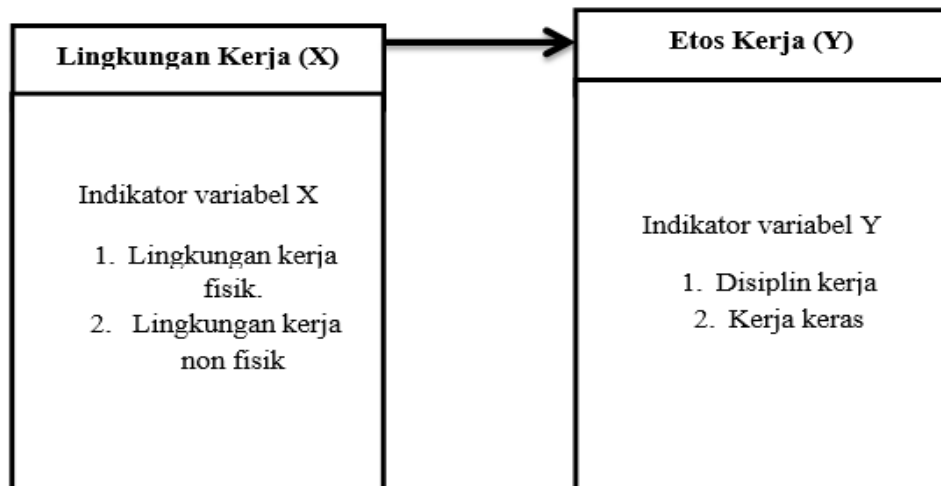 Lingkungan Kerja (X)
Indikator variabel X
1. Lingkungan kerja
fisik.
2. Lingkungan kerja
non fisik
Etos Kerja (Y)
Indikator variabel Y
1. Disiplin kerja
2. Kerja keras